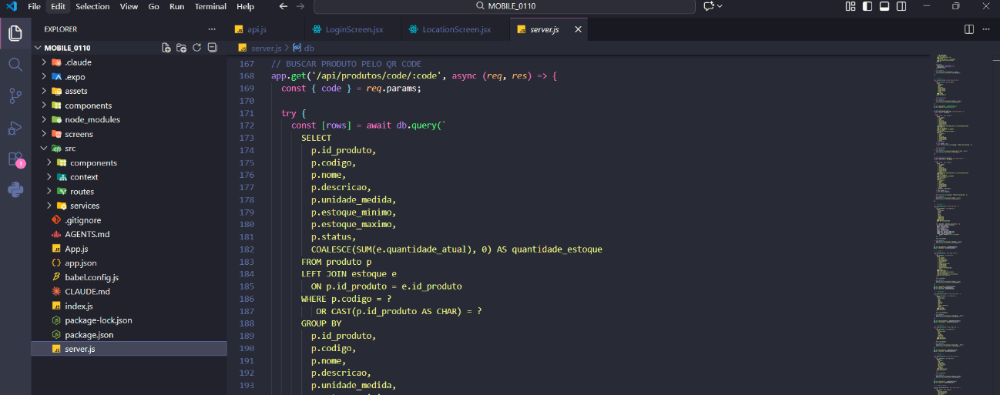 File Edit Selection View Go Run Terminal Help
MOBILE_0110
EXPLORER
MOBILE_0110
.claude
.expo
assets
components
node_modules
screens
src
components
context
routes
services
.gitignore
AGENTS.md
App.js
app.json
babel.config.js
CLAUDE.md
index.js
package-lock.json
package.json
server.js
1
api.js LoginScreen.jsx LocationScreen.jsx server.js
server.js > db
167 // BUSCAR PRODUTO PELO QR CODE
168 app.get('/api/produtos/code/:code', async (req, res) => {
169 const { code } = req.params;
170
171 try {
172 const [rows] = await db.query(`
173 SELECT
174 p.id_produto,
175 p.codigo,
176 p.nome,
177 p.descricao,
178 p.unidade_medida,
179 p.estoque_minimo,
180 p.estoque_maximo,
181 p.status,
182 COALESCE(SUM(e.quantidade_atual), 0) AS quantidade_estoque
183 FROM produto p
184 LEFT JOIN estoque e
185 ON p.id_produto = e.id_produto
186 WHERE p.codigo = ?
187 OR CAST(p.id_produto AS CHAR) = ?
188 GROUP BY
189 p.id_produto,
190 p.codigo,
191 p.nome,
192 p.descricao,
193 p.unidade_medida,